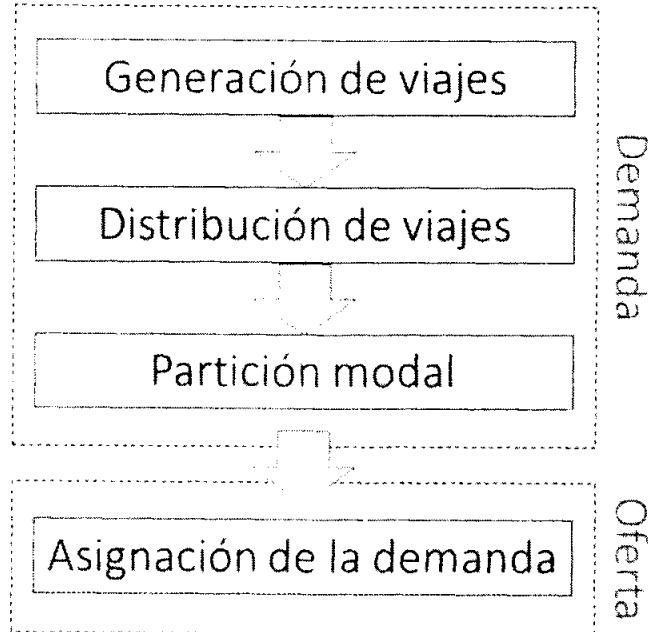 Generación de viajes
Distribución de viajes
Partición modal
Demanda
Asignación de la demanda
Oferta